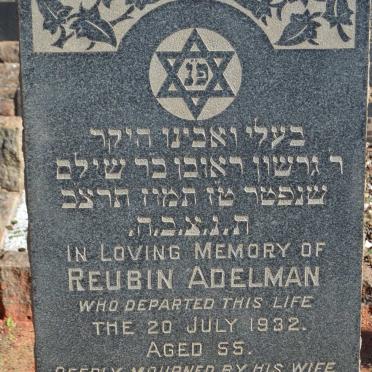 פנ
בעלי ואבינו היקר
ר׳ גרשון ראובן בר שילם
שנפטר טז תמוז תרצב
ת.נ.צ.ב.ה.
IN LOVING MEMORY OF
REUBIN ADELMAN
WHO DEPARTED THIS LIFE
THE 20 JULY 1932.
AGED 55.
DEEPLY MOURNED BY HIS WIFE